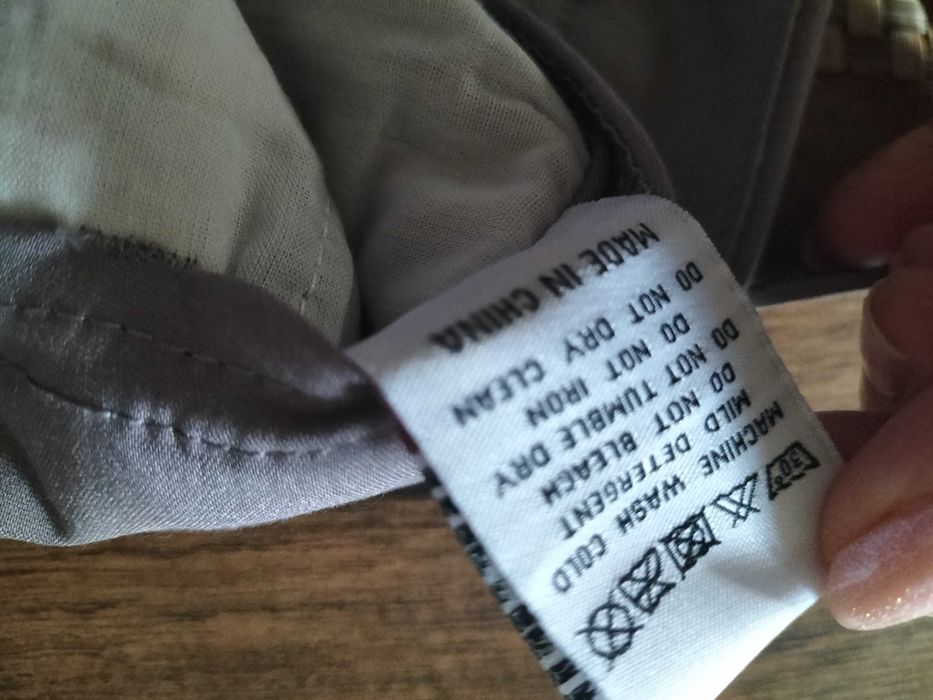 30°
MACHINE WASH COLD
MILD DETERGENT
DO NOT BLEACH
DO NOT TUMBLE DRY
DO NOT IRON
DO NOT DRY CLEAN
MADE IN CHINA